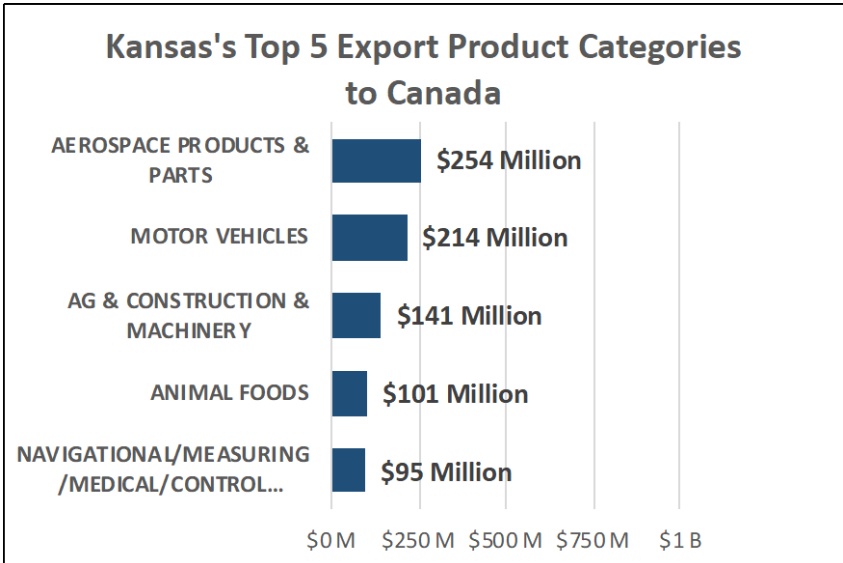 Kansas's Top 5 Export Product Categories
to Canada
AEROSPACE PRODUCTS &
PARTS
$254 Million
MOTOR VEHICLES
$214 Million
AG & CONSTRUCTION &
MACHINERY
$141 Million
ANIMAL FOODS
$101 Million
NAVIGATIONAL/MEASURING
/MEDICAL/CONTROL...
$95 Million
$0 M $250 M $500 M $750 M $1 B